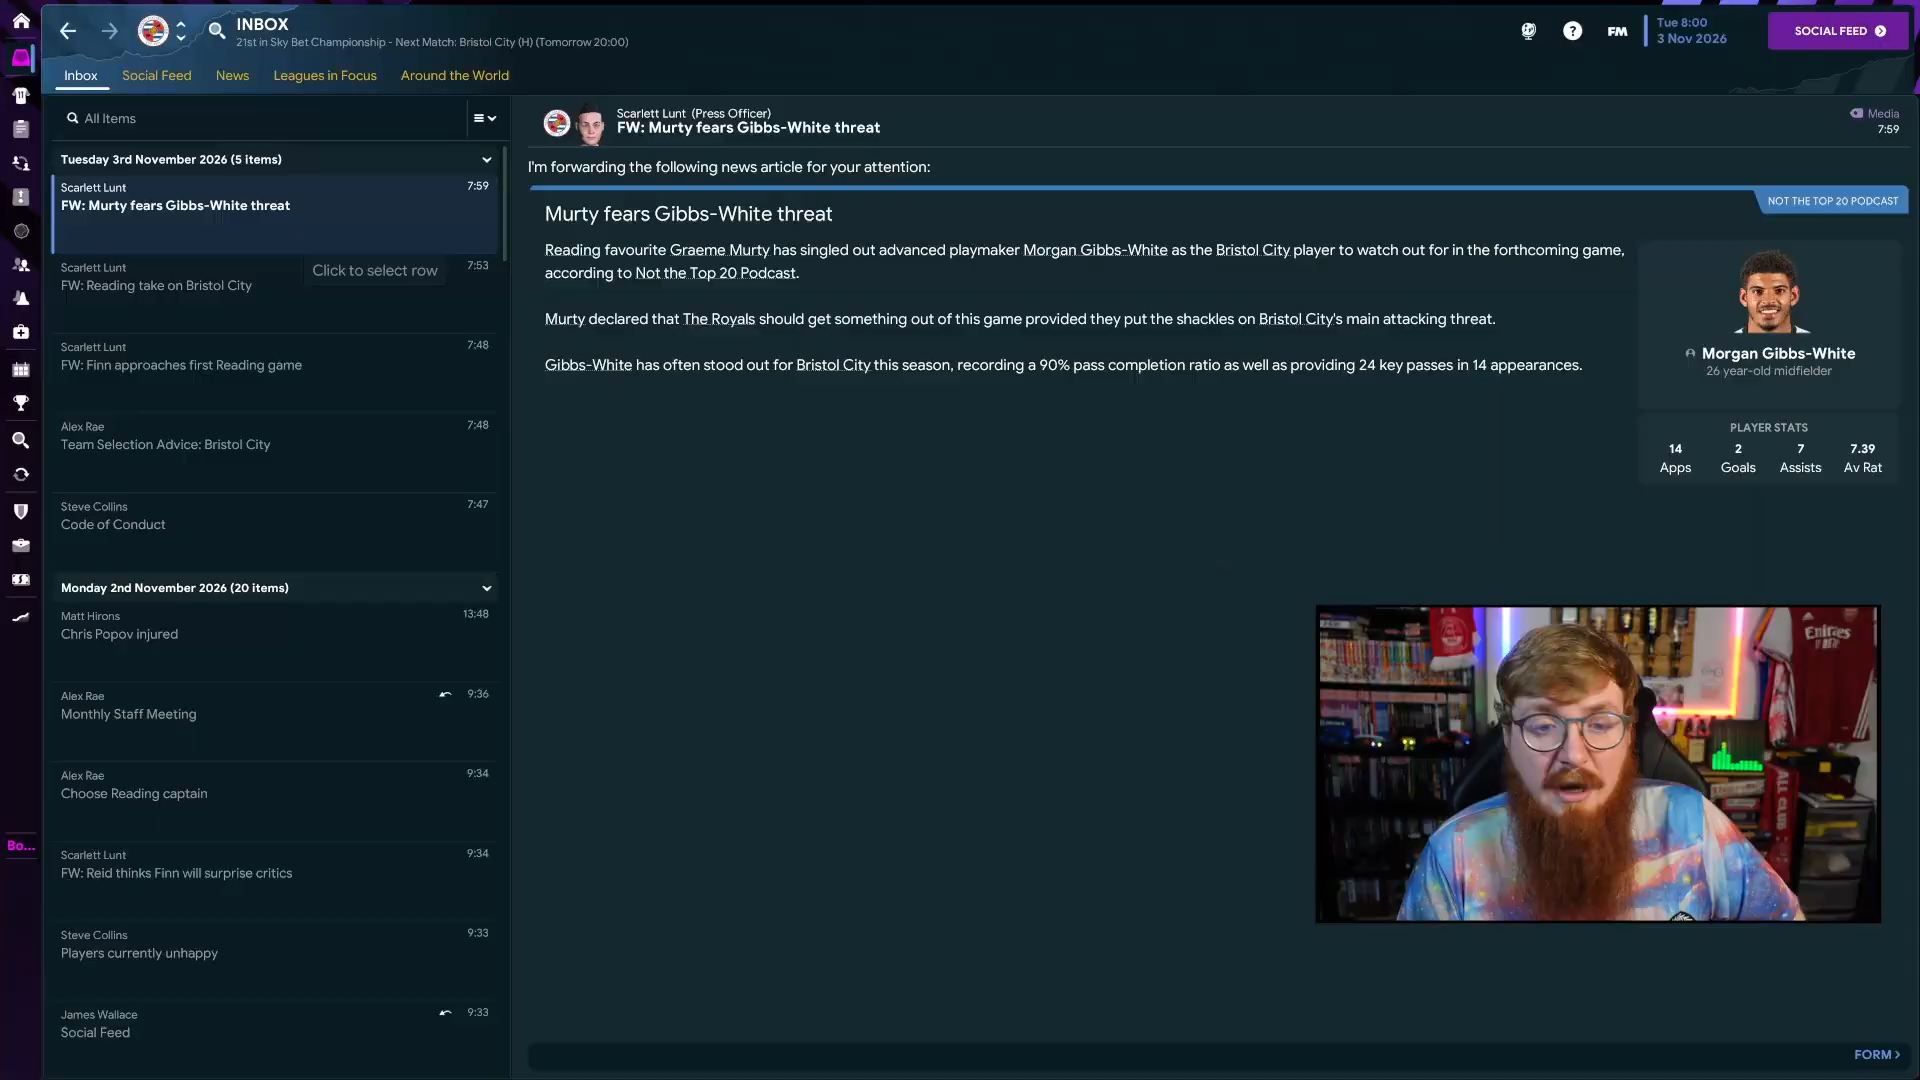 INBOX
21st in Sky Bet Championship - Next Match: Bristol City (H) (Tomorrow 20:00)
FM
Tue 8:00
3 Nov 2026
SOCIAL FEED
Inbox
Social Feed
News
Leagues in Focus
Around the World
All Items
Tuesday 3rd November 2026 (5 items)
Scarlett Lunt
7:59
FW: Murty fears Gibbs-White threat
Scarlett Lunt
7:53
FW: Reading take on Bristol City
Click to select row
Scarlett Lunt
7:48
FW: Finn approaches first Reading game
Alex Rae
7:48
Team Selection Advice: Bristol City
Steve Collins
7:47
Code of Conduct
Monday 2nd November 2026 (20 items)
Matt Hirons
13:48
Chris Popov injured
Alex Rae
9:36
Monthly Staff Meeting
Alex Rae
9:34
Choose Reading captain
Scarlett Lunt
9:34
FW: Reid thinks Finn will surprise critics
Steve Collins
9:33
Players currently unhappy
James Wallace
9:33
Social Feed
Bo...
Scarlett Lunt (Press Officer)
FW: Murty fears Gibbs-White threat
Media
7:59
I'm forwarding the following news article for your attention:
NOT THE TOP 20 PODCAST
Murty fears Gibbs-White threat
Reading favourite Graeme Murty has singled out advanced playmaker Morgan Gibbs-White as the Bristol City player to watch out for in the forthcoming game,
according to Not the Top 20 Podcast.
Murty declared that The Royals should get something out of this game provided they put the shackles on Bristol City's main attacking threat.
Gibbs-White has often stood out for Bristol City this season, recording a 90% pass completion ratio as well as providing 24 key passes in 14 appearances.
Morgan Gibbs-White
26 year-old midfielder
PLAYER STATS
14 2 7 7.39
Apps Goals Assists Av Rat
Emirates
FORM